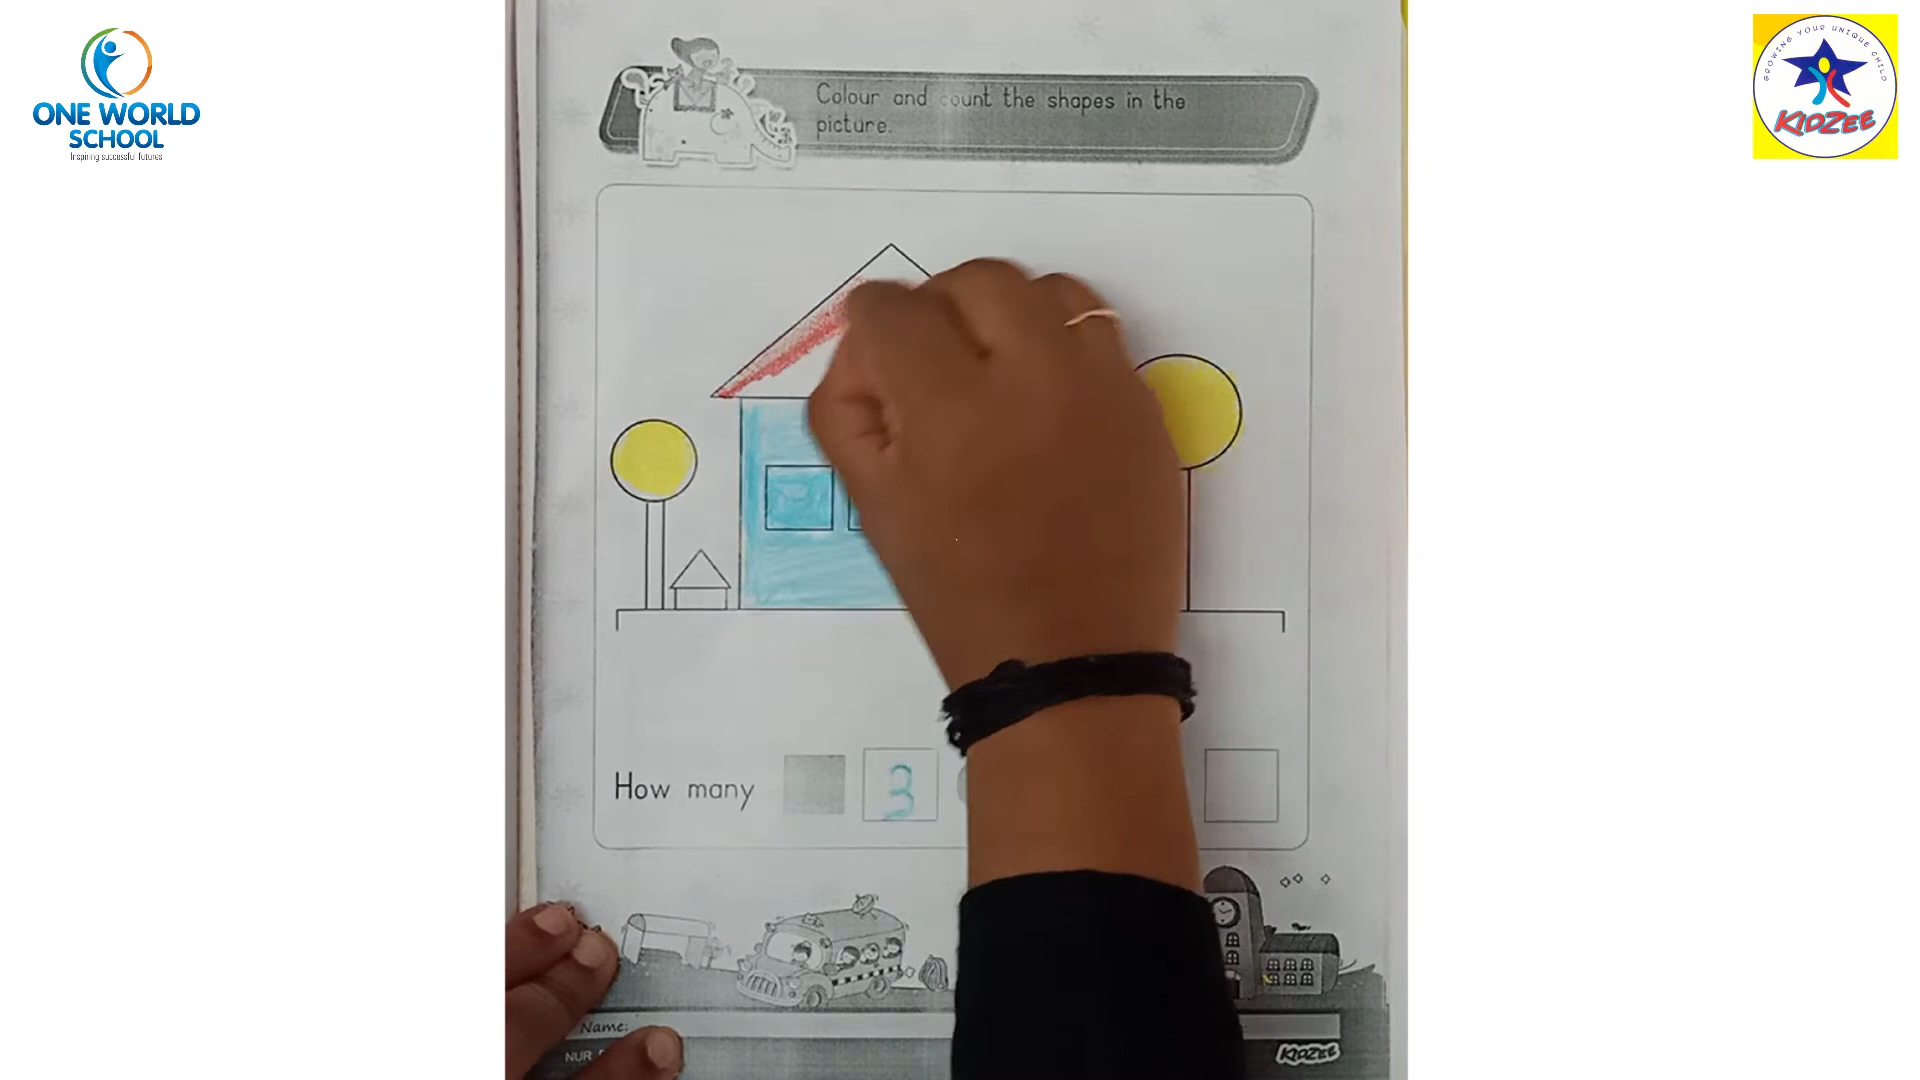 ONE WORLD
SCHOOL
Inspiring successful futures
GROWING YOUR UNIQUE CHILD
KIDZEE
Colour and count the shapes in the
picture.
How many
3
Name:
NUR
KIDZEE